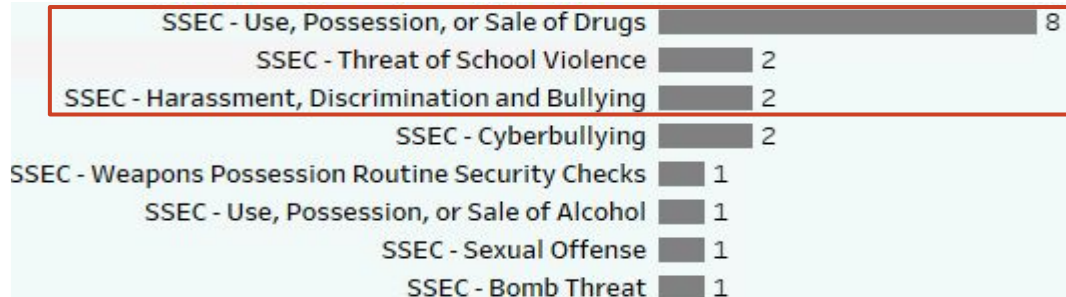 SSEC - Use, Possession, or Sale of Drugs 8
SSEC - Threat of School Violence 2
SSEC - Harassment, Discrimination and Bullying 2
SSEC - Cyberbullying 2
SSEC - Weapons Possession Routine Security Checks 1
SSEC - Use, Possession, or Sale of Alcohol 1
SSEC - Sexual Offense 1
SSEC - Bomb Threat 1